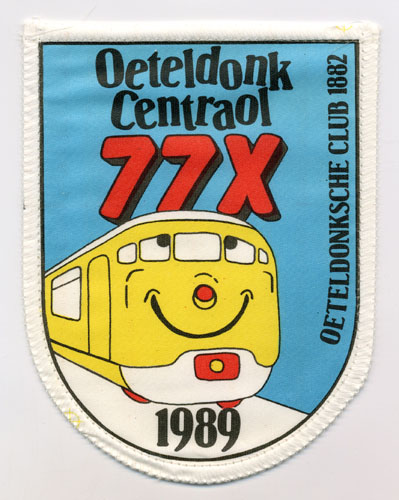 Oeteldonk
Centraol
77X
OETELDONKSCHE CLUB 1882
1989